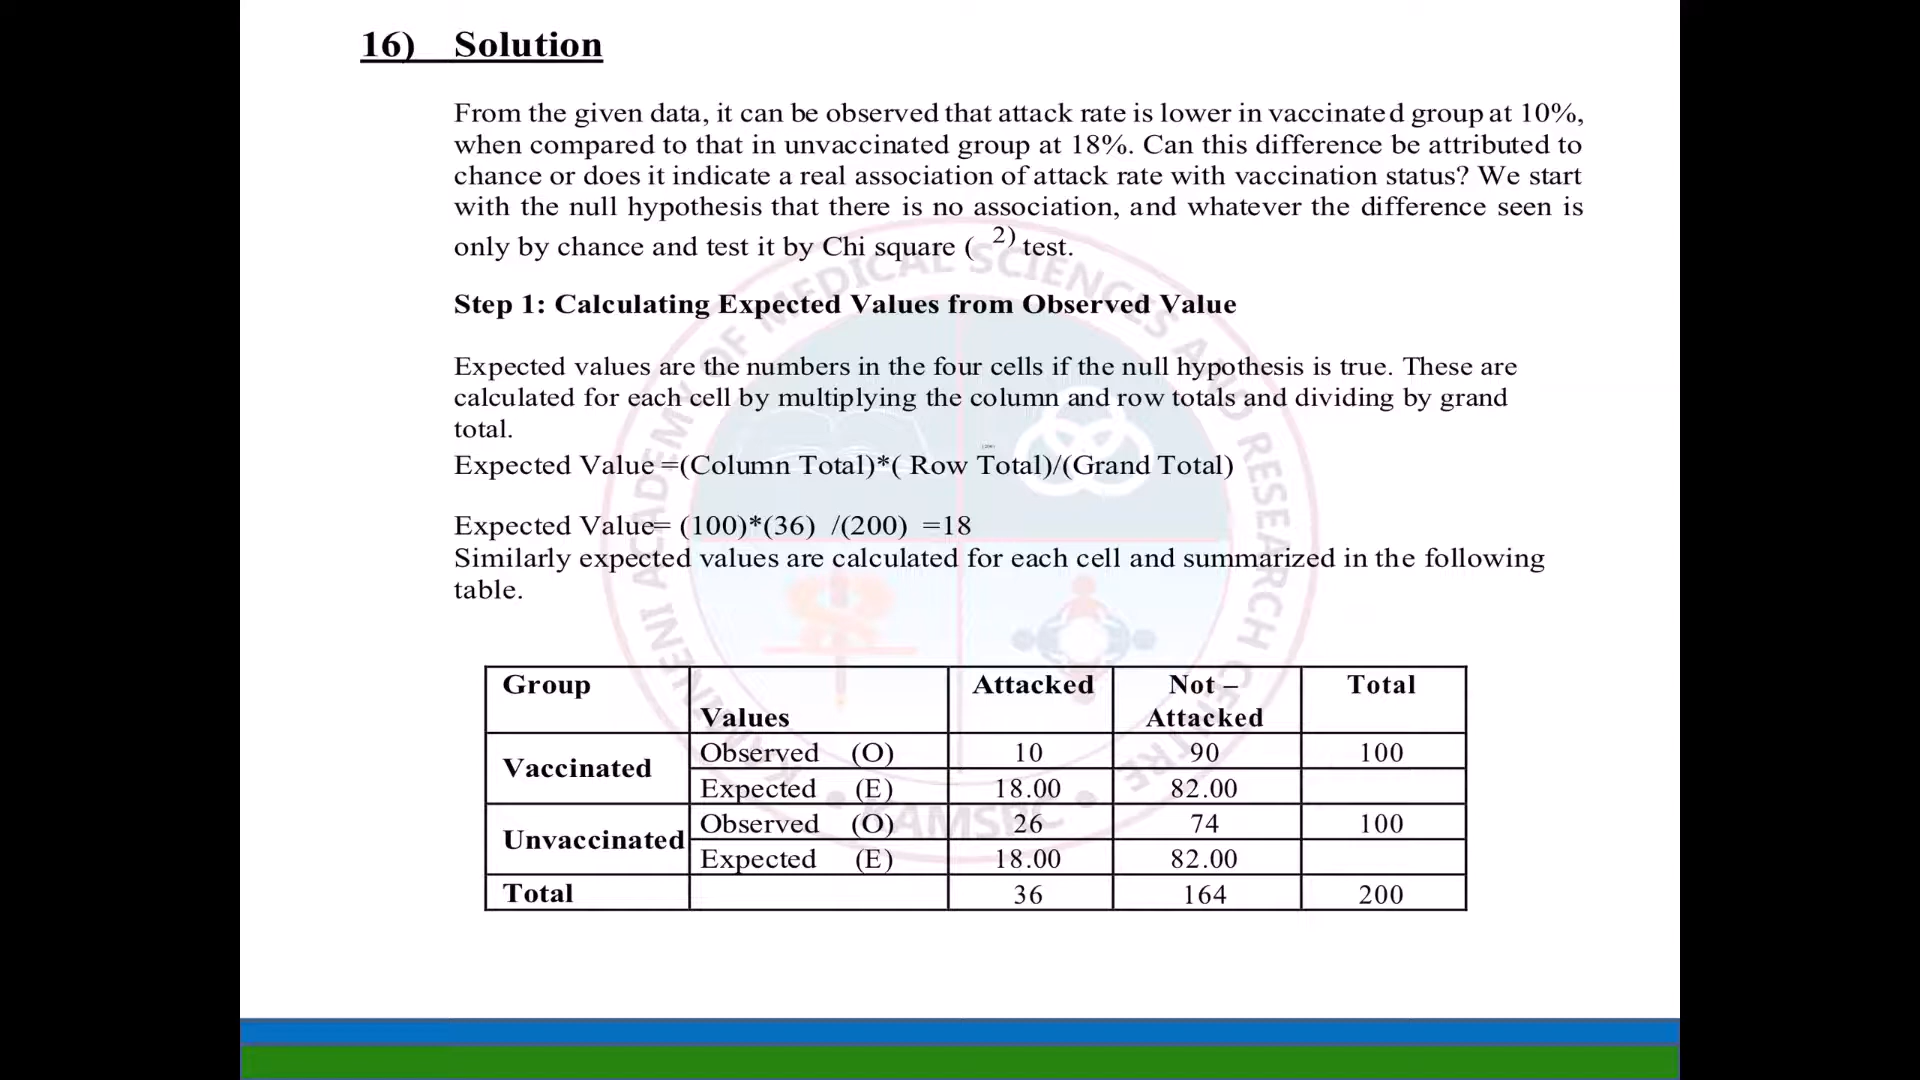 16) Solution
From the given data, it can be observed that attack rate is lower in vaccinated group at 10%,
when compared to that in unvaccinated group at 18%. Can this difference be attributed to
chance or does it indicate a real association of attack rate with vaccination status? We start
with the null hypothesis that there is no association, and whatever the difference seen is
only by chance and test it by Chi square ( 2) test.
Step 1: Calculating Expected Values from Observed Value
Expected values are the numbers in the four cells if the null hypothesis is true. These are
calculated for each cell by multiplying the column and row totals and dividing by grand
total.
Expected Value =(Column Total)*( Row Total)/(Grand Total)
Expected Value= (100)*(36) /(200) =18
Similarly expected values are calculated for each cell and summarized in the following
table.
Group Values Attacked Not – Attacked Total
Vaccinated Observed (O) 10 90 100
Expected (E) 18.00 82.00
Unvaccinated Observed (O) 26 74 100
Expected (E) 18.00 82.00
Total 36 164 200
KAMINENI ACADEMY OF MEDICAL SCIENCES AND RESEARCH CENTRE
KAMSRC